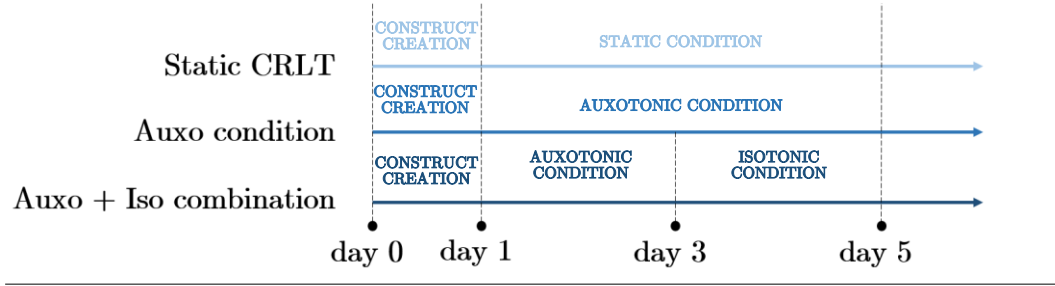 CONSTRUCT
CREATION
STATIC CONDITION
Static CRLT
CONSTRUCT
CREATION
AUXOTONIC CONDITION
Auxo condition
CONSTRUCT
CREATION
AUXOTONIC
CONDITION
ISOTONIC
CONDITION
Auxo + Iso combination
day 0
day 1
day 3
day 5